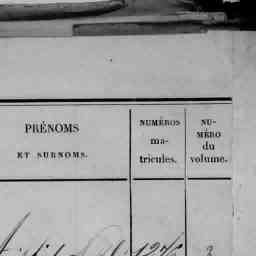 PRÉNOMS
ET SURNOMS.
NUMÉROS
ma-
tricules.
NU-
MÉRO
du
volume.